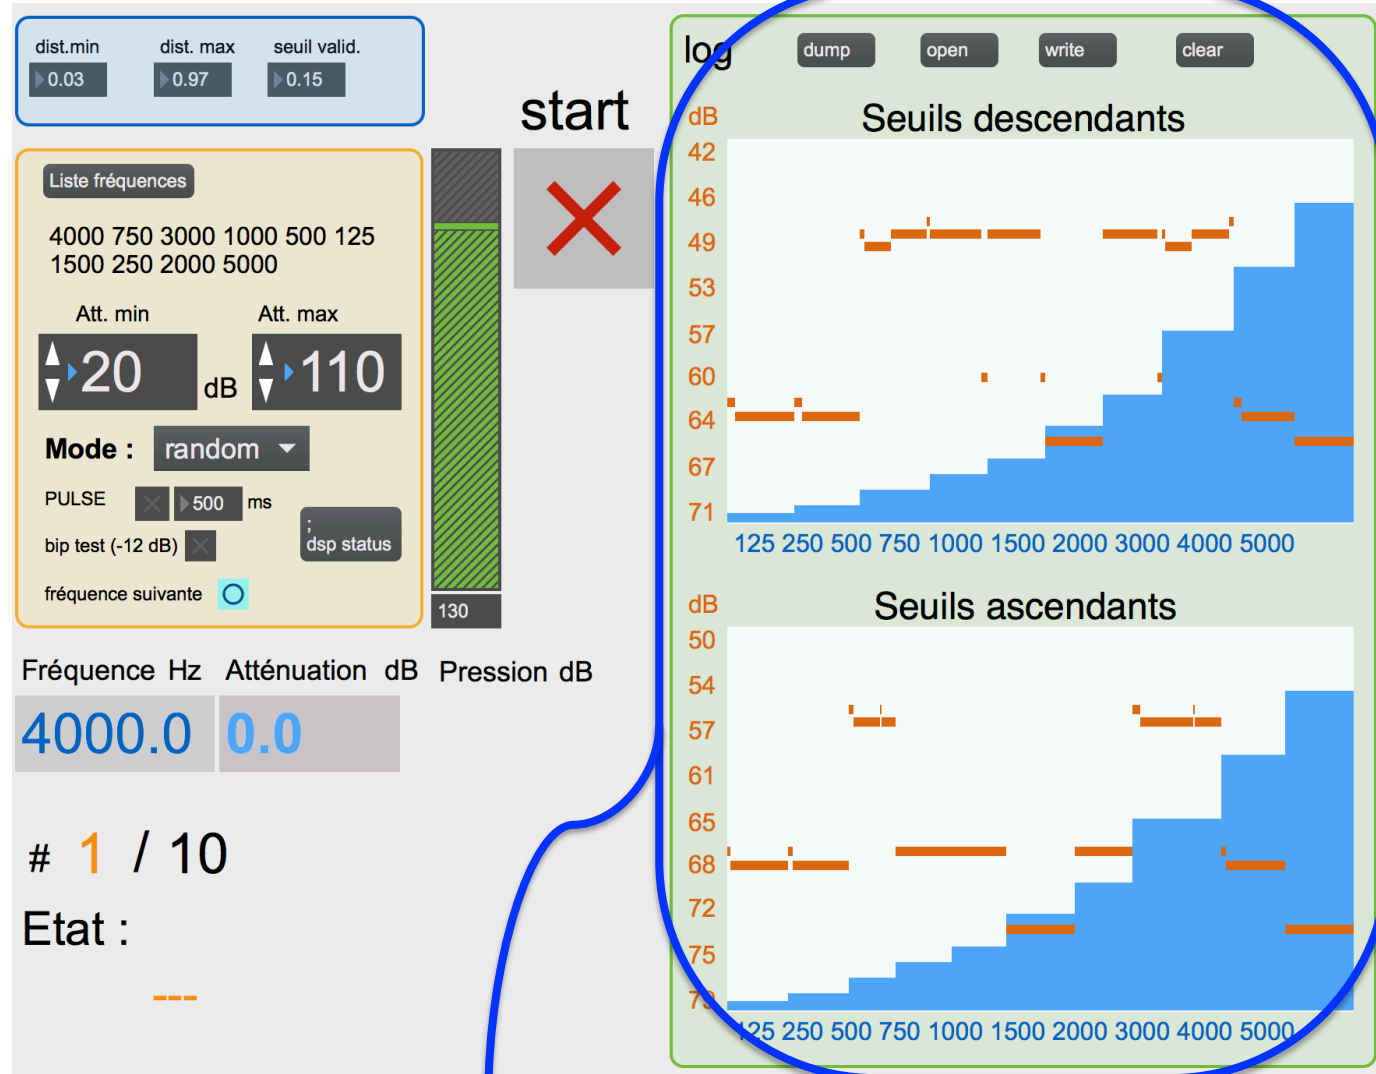 dist.min dist. max seuil valid.
0.03 0.97 0.15
Liste fréquences
4000 750 3000 1000 500 125
1500 250 2000 5000
Att. min Att. max
20 dB 110
Mode : random
PULSE 500 ms
bip test (-12 dB)
;
dsp status
fréquence suivante
start
130
Fréquence Hz Atténuation dB Pression dB
4000.0 0.0
# 1 / 10
Etat :
---
log dump open write clear
dB Seuils descendants
42
46
49
53
57
60
64
67
71
125 250 500 750 1000 1500 2000 3000 4000 5000
dB Seuils ascendants
50
54
57
61
65
68
72
75
79
125 250 500 750 1000 1500 2000 3000 4000 5000